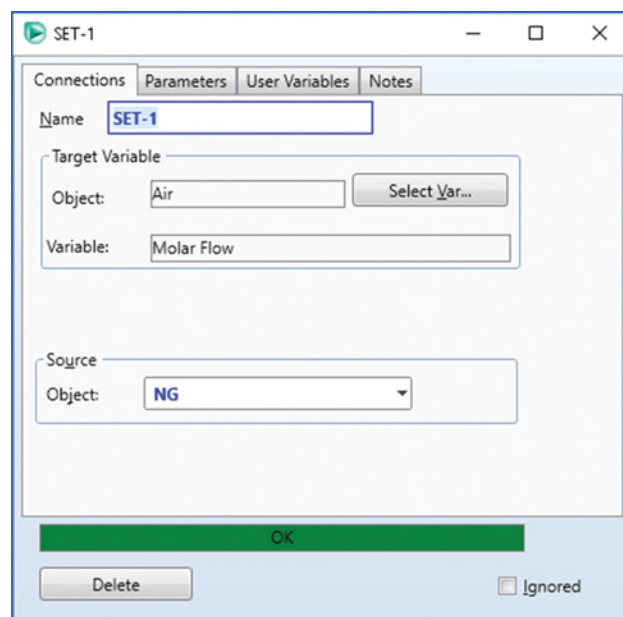 SET-1
Connections Parameters User Variables Notes
Name SET-1
Target Variable
Object: Air Select Var...
Variable: Molar Flow
Source
Object: NG
OK
Delete Ignored